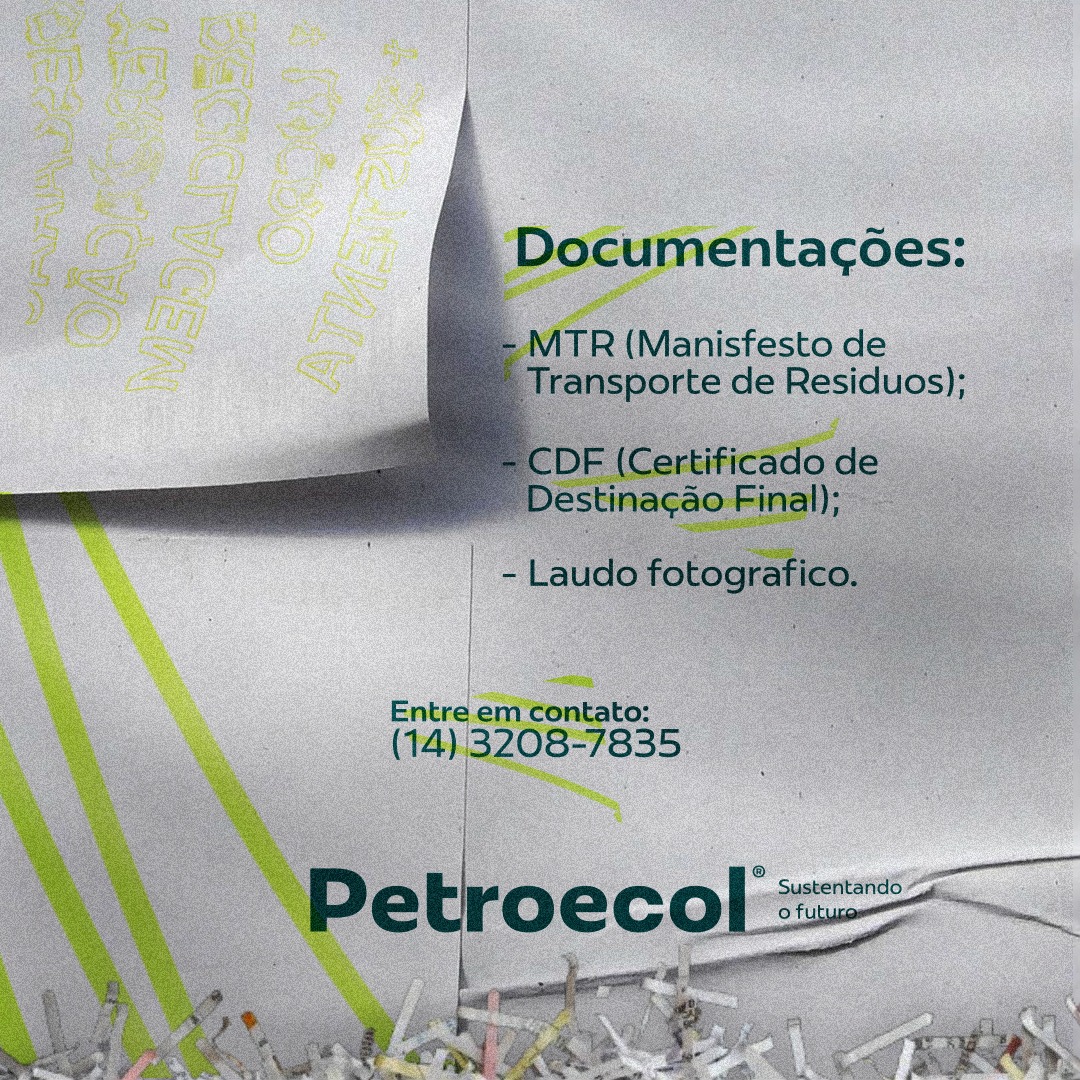 Documentações:
- MTR (Manisfesto de
Transporte de Residuos);
- CDF (Certificado de
Destinação Final);
- Laudo fotografico.
Entre em contato:
(14) 3208-7835
Petroecol®
Sustentando
o futuro